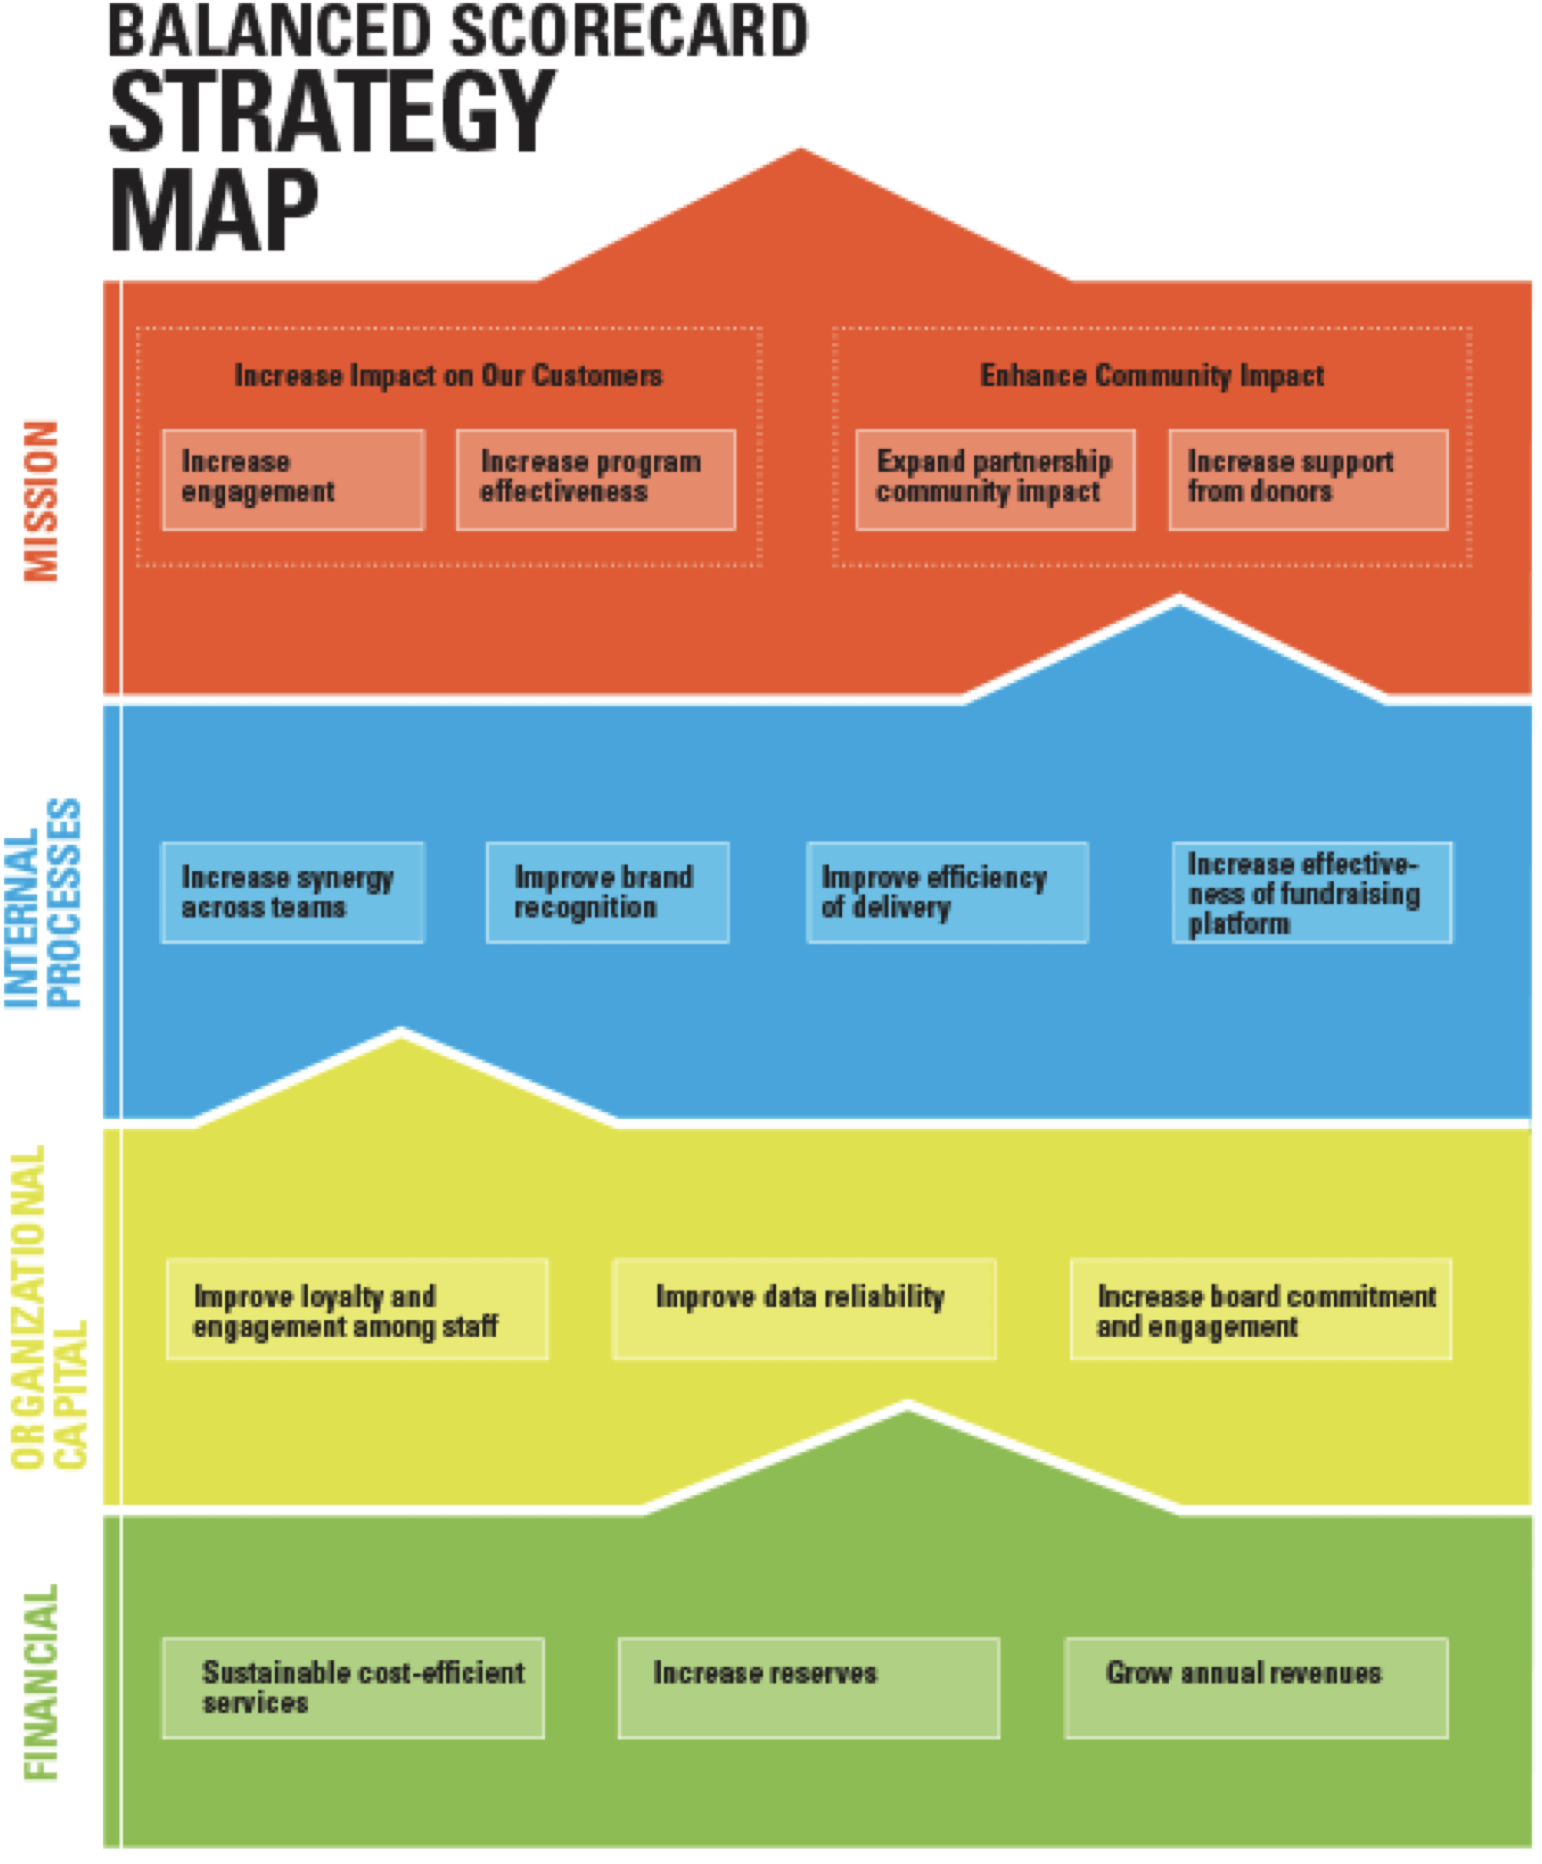 BALANCED SCORECARD
STRATEGY
MAP
MISSION
Increase Impact on Our Customers
Increase
engagement
Increase program
effectiveness
Enhance Community Impact
Expand partnership
community impact
Increase support
from donors
INTERNAL
PROCESSES
Increase synergy
across teams
Improve brand
recognition
Improve efficiency
of delivery
Increase effective-
ness of fundraising
platform
ORGANIZATIONAL
CAPITAL
Improve loyalty and
engagement among staff
Improve data reliability
Increase board commitment
and engagement
FINANCIAL
Sustainable cost-efficient
services
Increase reserves
Grow annual revenues